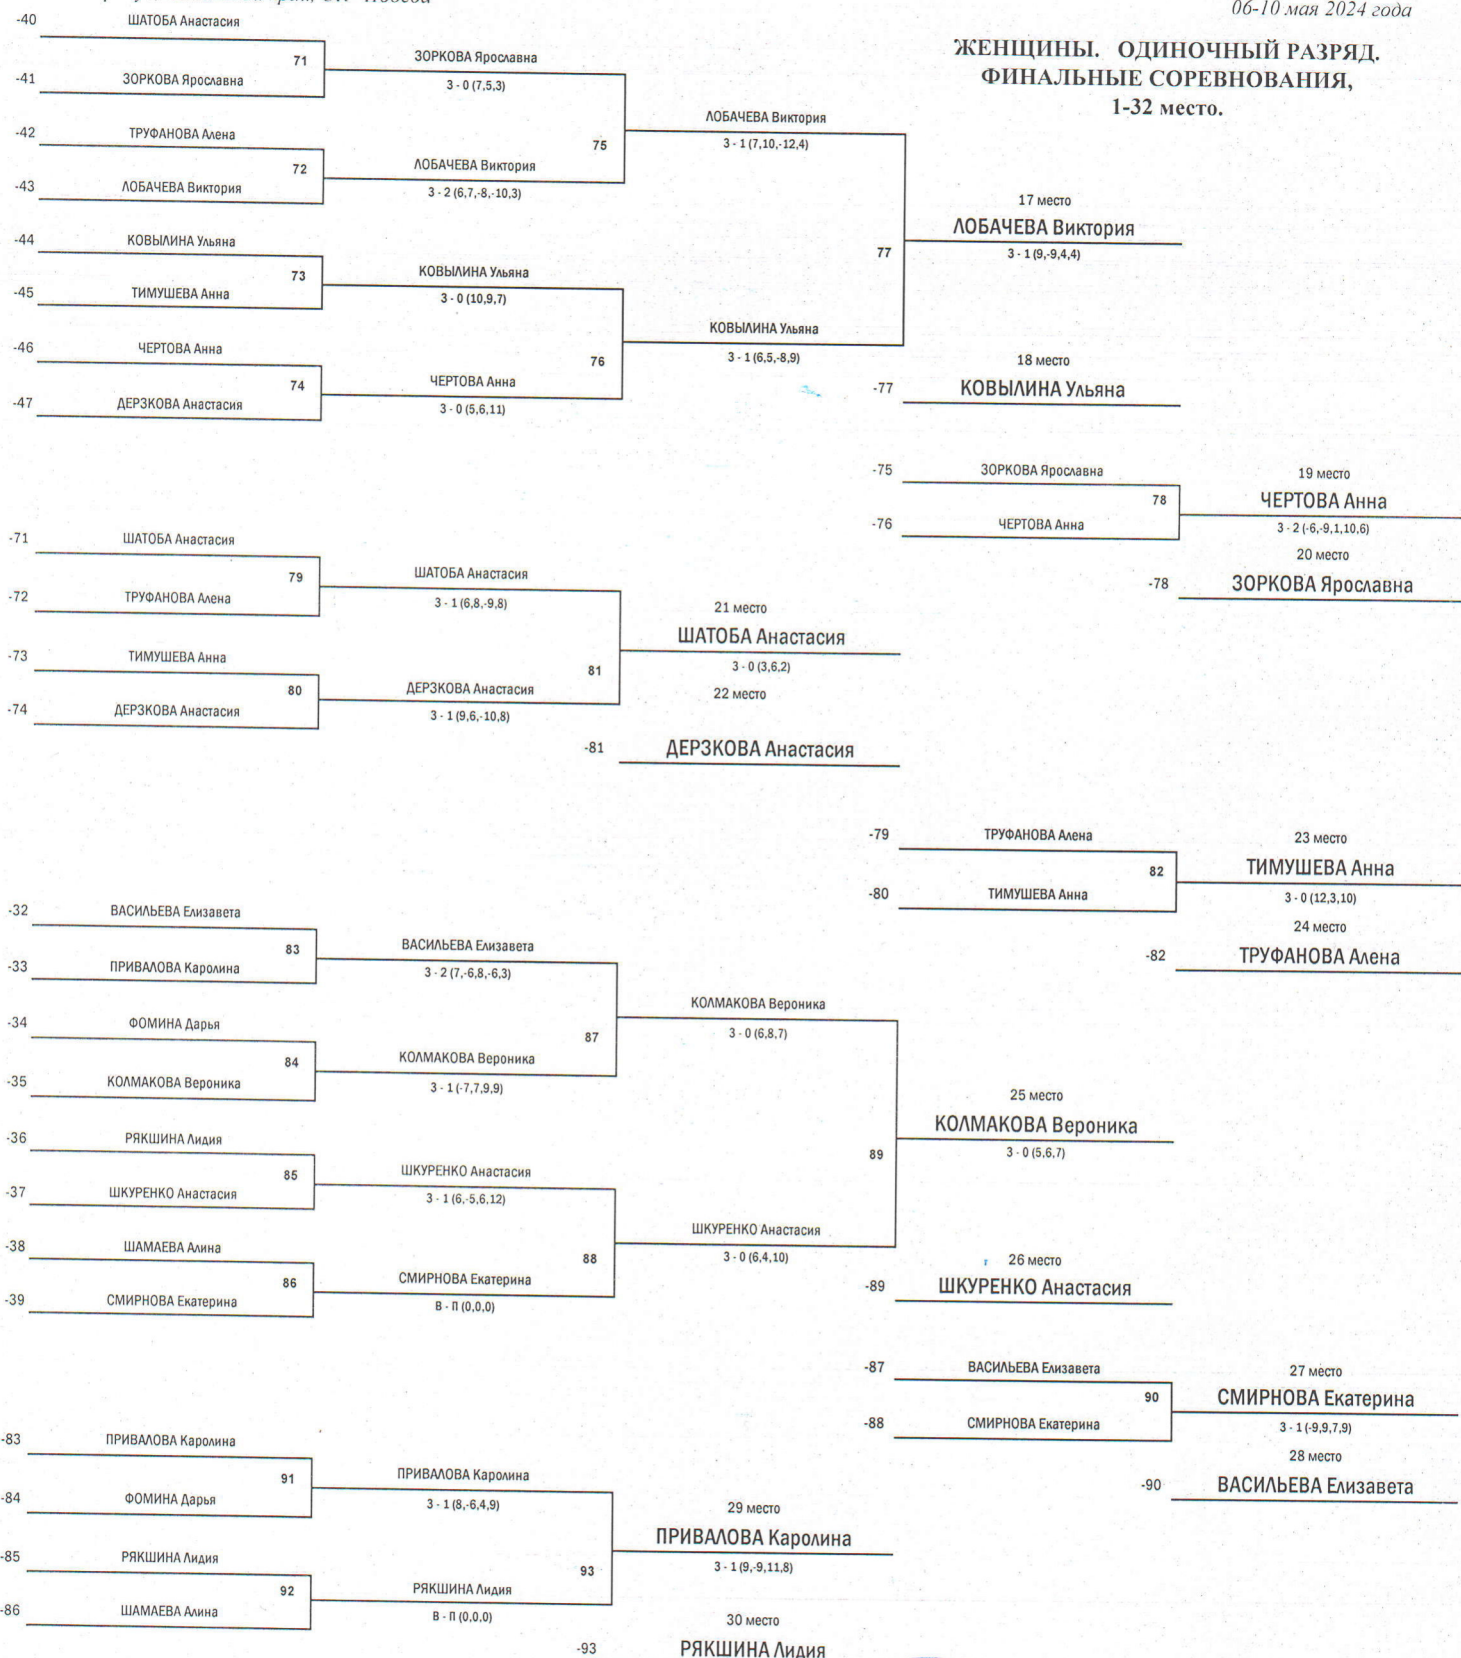 06-10 мая 2024 года
ЖЕНЩИНЫ. ОДИНОЧНЫЙ РАЗРЯД.
ФИНАЛЬНЫЕ СОРЕВНОВАНИЯ,
1-32 место.
-40 ШАТОБА Анастасия
71 ЗОРКОВА Ярославна
-41 ЗОРКОВА Ярославна
3 - 0 (7,5,3)
ЛОБАЧЕВА Виктория
-42 ТРУФАНОВА Алена
75 3 - 1 (7,10,-12,4)
72 ЛОБАЧЕВА Виктория
-43 ЛОБАЧЕВА Виктория
3 - 2 (6,7,-8,-10,3)
17 место
ЛОБАЧЕВА Виктория
-44 КОВЫЛИНА Ульяна
77 3 - 1 (9,-9,4,4)
73 КОВЫЛИНА Ульяна
-45 ТИМУШЕВА Анна
3 - 0 (10,9,7)
КОВЫЛИНА Ульяна
-46 ЧЕРТОВА Анна
76 3 - 1 (6,5,-8,9)
18 место
74 ЧЕРТОВА Анна
-77 КОВЫЛИНА Ульяна
-47 ДЕРЗКОВА Анастасия
3 - 0 (5,6,11)
-75 ЗОРКОВА Ярославна
19 место
78 ЧЕРТОВА Анна
-76 ЧЕРТОВА Анна
3 - 2 (-6,-9,1,10,6)
20 место
-78 ЗОРКОВА Ярославна
-71 ШАТОБА Анастасия
79 ШАТОБА Анастасия
-72 ТРУФАНОВА Алена
3 - 1 (6,8,-9,8)
21 место
ШАТОБА Анастасия
-73 ТИМУШЕВА Анна
81 3 - 0 (3,6,2)
80 ДЕРЗКОВА Анастасия
22 место
-74 ДЕРЗКОВА Анастасия
3 - 1 (9,6,-10,8)
-81 ДЕРЗКОВА Анастасия
-79 ТРУФАНОВА Алена
23 место
82 ТИМУШЕВА Анна
-80 ТИМУШЕВА Анна
3 - 0 (12,3,10)
24 место
-82 ТРУФАНОВА Алена
-32 ВАСИЛЬЕВА Елизавета
83 ВАСИЛЬЕВА Елизавета
-33 ПРИВАЛОВА Каролина
3 - 2 (7,-6,8,-6,3)
КОЛМАКОВА Вероника
-34 ФОМИНА Дарья
87 3 - 0 (6,8,7)
84 КОЛМАКОВА Вероника
-35 КОЛМАКОВА Вероника
3 - 1 (-7,7,9,9)
25 место
КОЛМАКОВА Вероника
-36 РЯКШИНА Лидия
89 3 - 0 (5,6,7)
85 ШКУРЕНКО Анастасия
-37 ШКУРЕНКО Анастасия
3 - 1 (6,-5,6,12)
ШКУРЕНКО Анастасия
-38 ШАМАЕВА Алина
88 3 - 0 (6,4,10)
26 место
86 СМИРНОВА Екатерина
-89 ШКУРЕНКО Анастасия
-39 СМИРНОВА Екатерина
В - П (0,0,0)
-87 ВАСИЛЬЕВА Елизавета
27 место
90 СМИРНОВА Екатерина
-88 СМИРНОВА Екатерина
3 - 1 (-9,9,7,9)
28 место
-90 ВАСИЛЬЕВА Елизавета
-83 ПРИВАЛОВА Каролина
91 ПРИВАЛОВА Каролина
-84 ФОМИНА Дарья
3 - 1 (8,-6,4,9)
29 место
ПРИВАЛОВА Каролина
-85 РЯКШИНА Лидия
93 3 - 1 (9,-9,11,8)
92 РЯКШИНА Лидия
-86 ШАМАЕВА Алина
В - П (0,0,0)
30 место
-93 РЯКШИНА Лидия